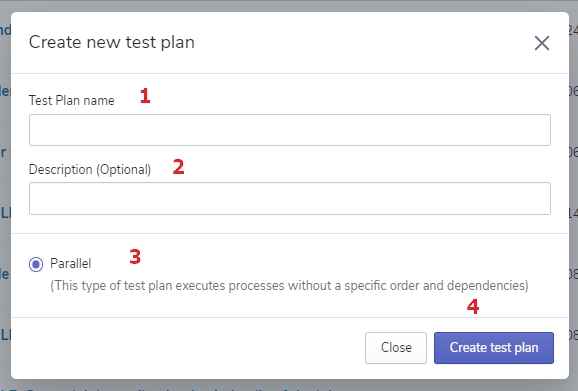 Create new test plan
Test Plan name 1
Description (Optional) 2
Parallel 3
(This type of test plan executes processes without a specific order and dependencies)
4
Close Create test plan